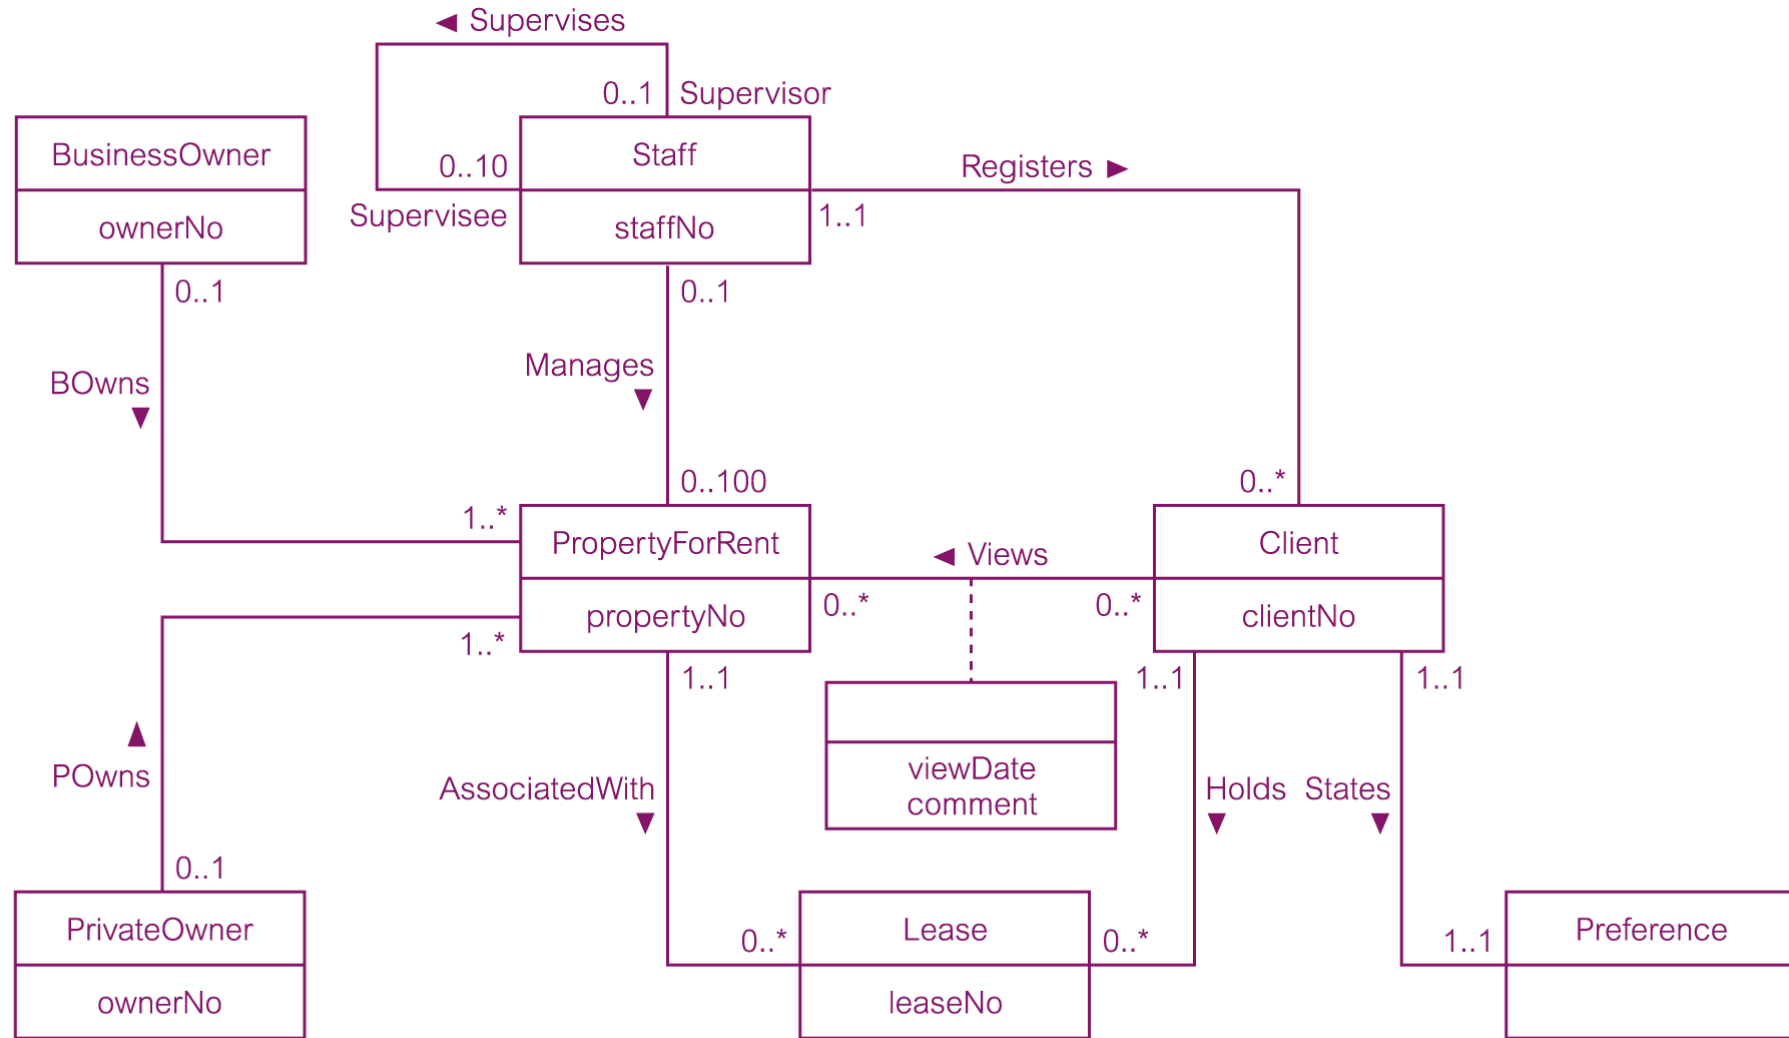 ◄ Supervises
0..1 Supervisor
BusinessOwner
ownerNo
0..10
Supervisee
Staff
staffNo
Registers ►
1..1
0..1
0..1
BOwns
▼
Manages
▼
0..100
0..*
1..*
PropertyForRent
propertyNo
◄ Views
0..*
0..*
Client
clientNo
1..*
1..1
1..1
1..1
viewDate
comment
▲
POwns
AssociatedWith
▼
Holds
▼
States
▼
0..1
PrivateOwner
ownerNo
0..*
Lease
leaseNo
0..*
1..1
Preference